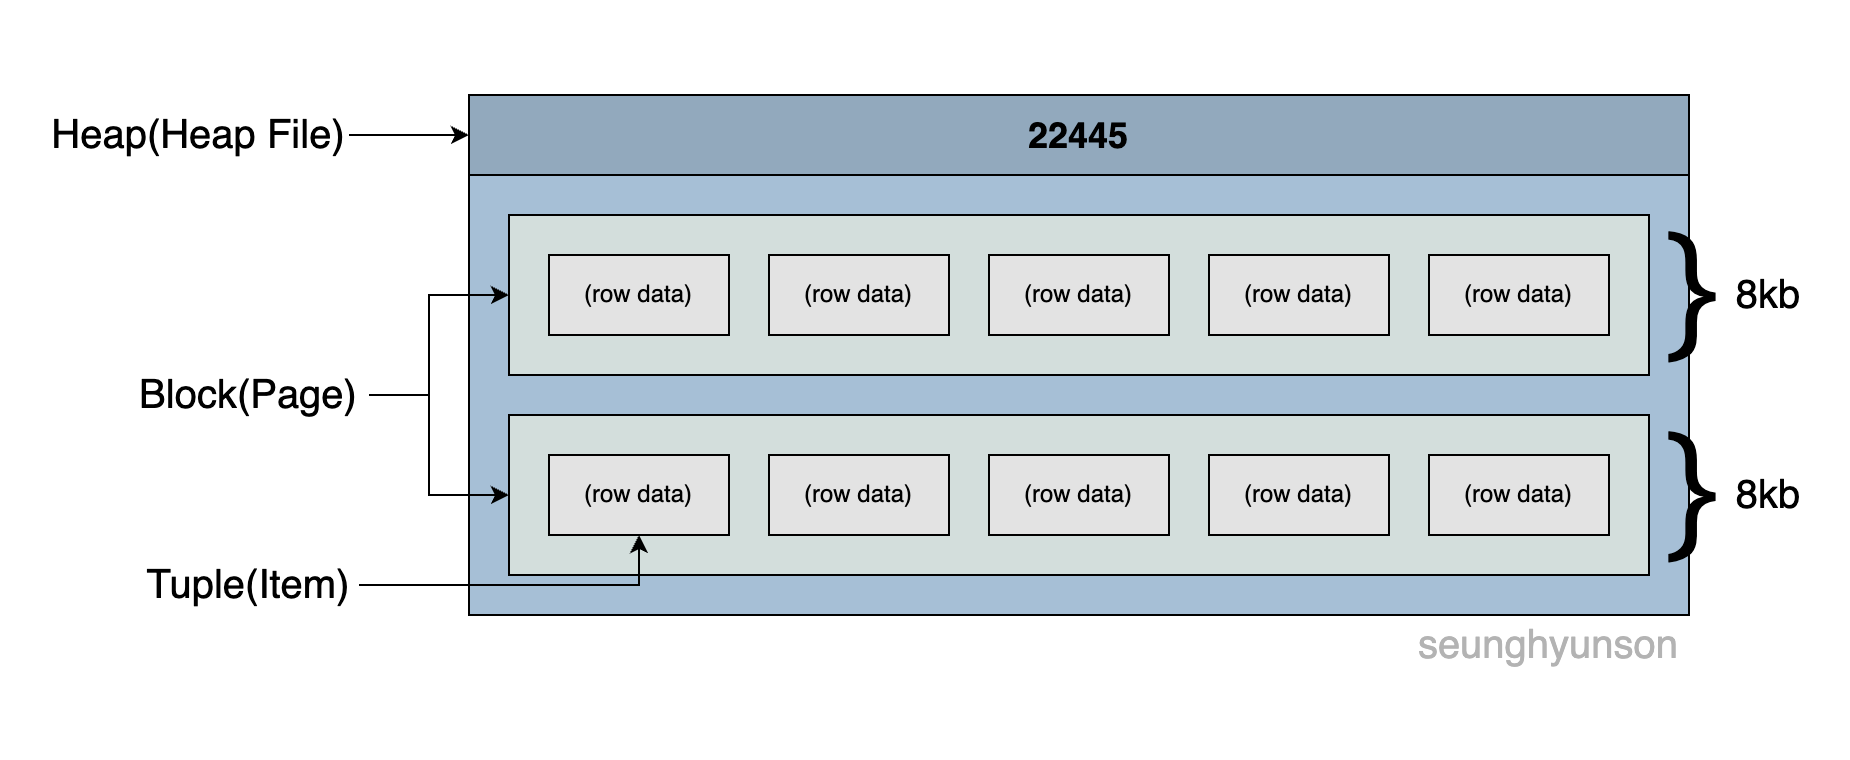 Heap(Heap File)
22445
(row data) (row data) (row data) (row data) (row data)
8kb
Block(Page)
(row data) (row data) (row data) (row data) (row data)
8kb
Tuple(Item)
seunghyunson